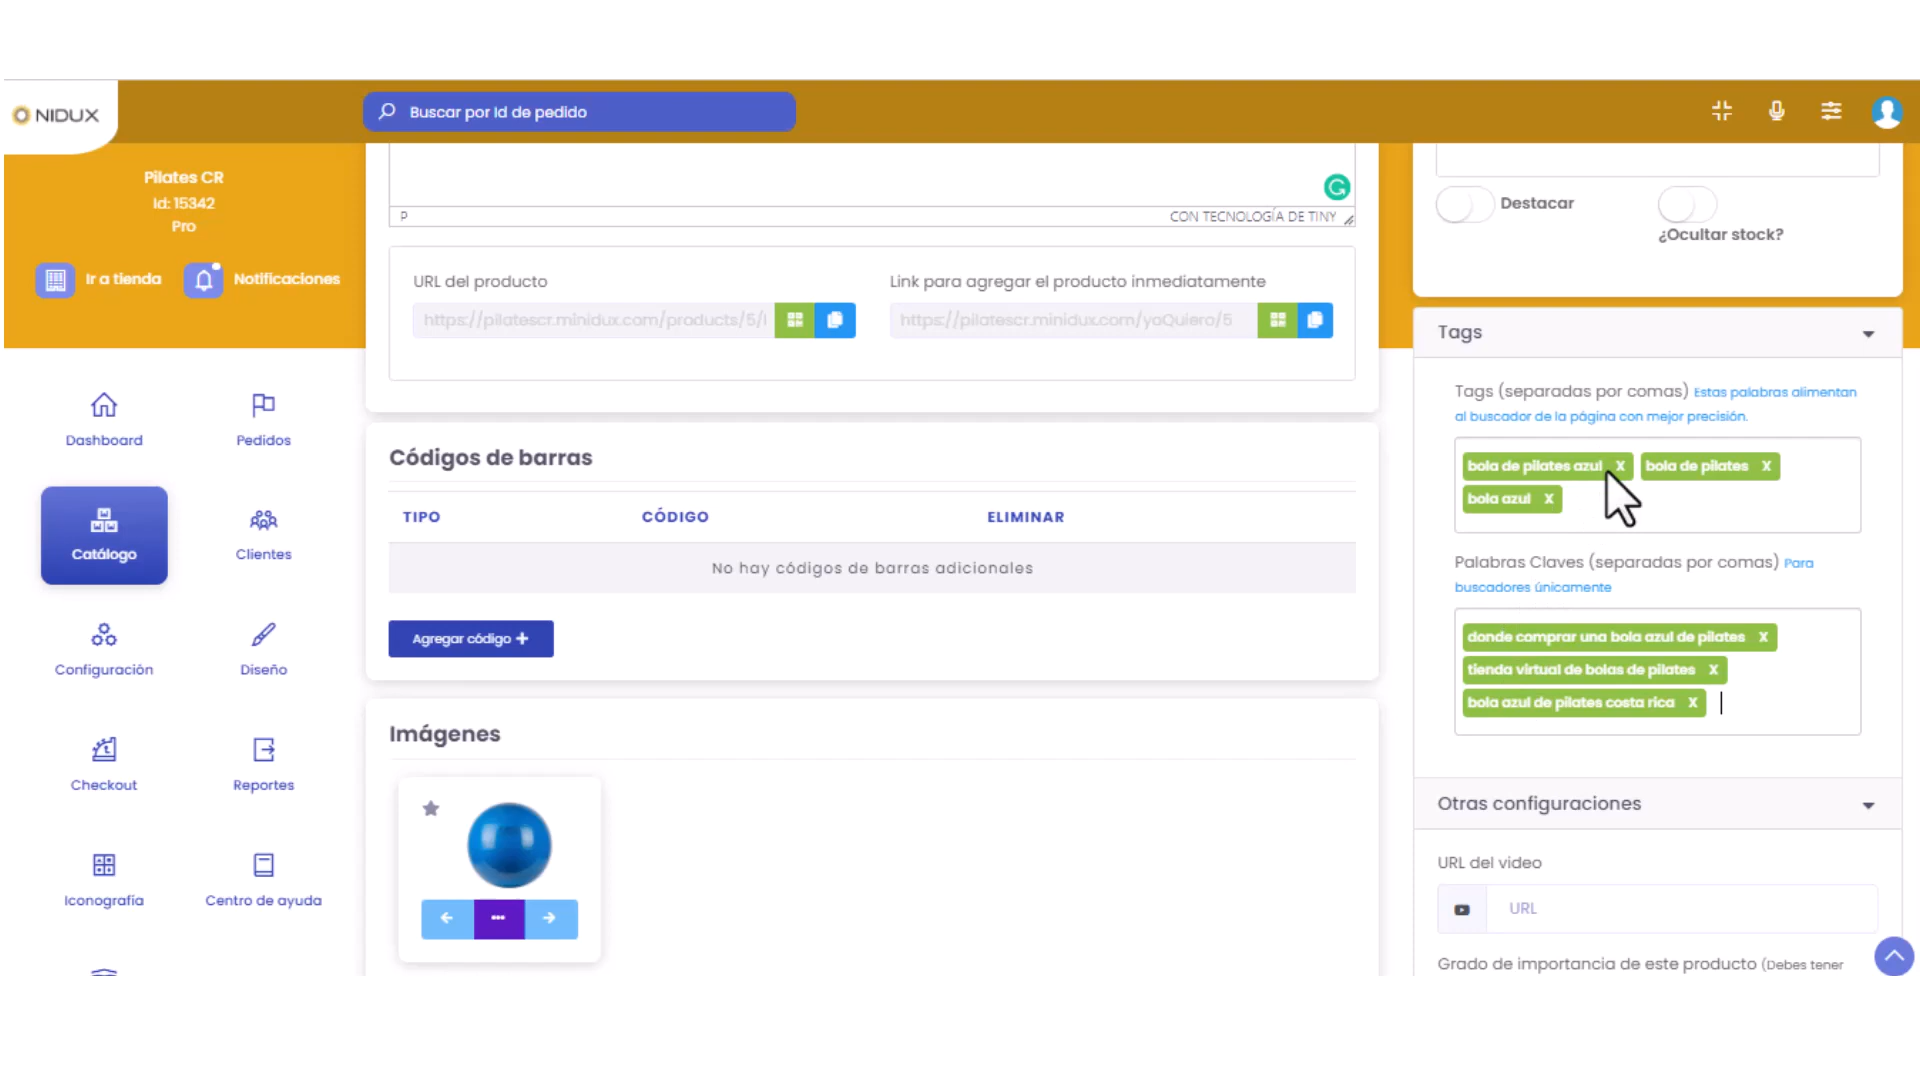 NIDUX
Buscar por Id de pedido
Pilates CR
Id: 15342
Pro
Ir a tienda
Notificaciones
Dashboard
Pedidos
Catálogo
Clientes
Configuración
Diseño
Checkout
Reportes
Iconografía
Centro de ayuda
P
CON TECNOLOGÍA DE TINY
URL del producto
Link para agregar el producto inmediatamente
https://pilatescr.minidux.com/products/5/
https://pilatescr.minidux.com/yoQuiero/5
Códigos de barras
TIPO
CÓDIGO
ELIMINAR
No hay códigos de barras adicionales
Agregar código +
Imágenes
Destacar
¿Ocultar stock?
Tags
Tags (separadas por comas) Estas palabras alimentan
al buscador de la página con mejor precisión.
bola de pilates azul X bola de pilates X
bola azul X
Palabras Claves (separadas por comas) Para
buscadores únicamente
donde comprar una bola azul de pilates X
tienda virtual de bolas de pilates X
bola azul de pilates costa rica X
Otras configuraciones
URL del video
URL
Grado de importancia de este producto (Debes tener